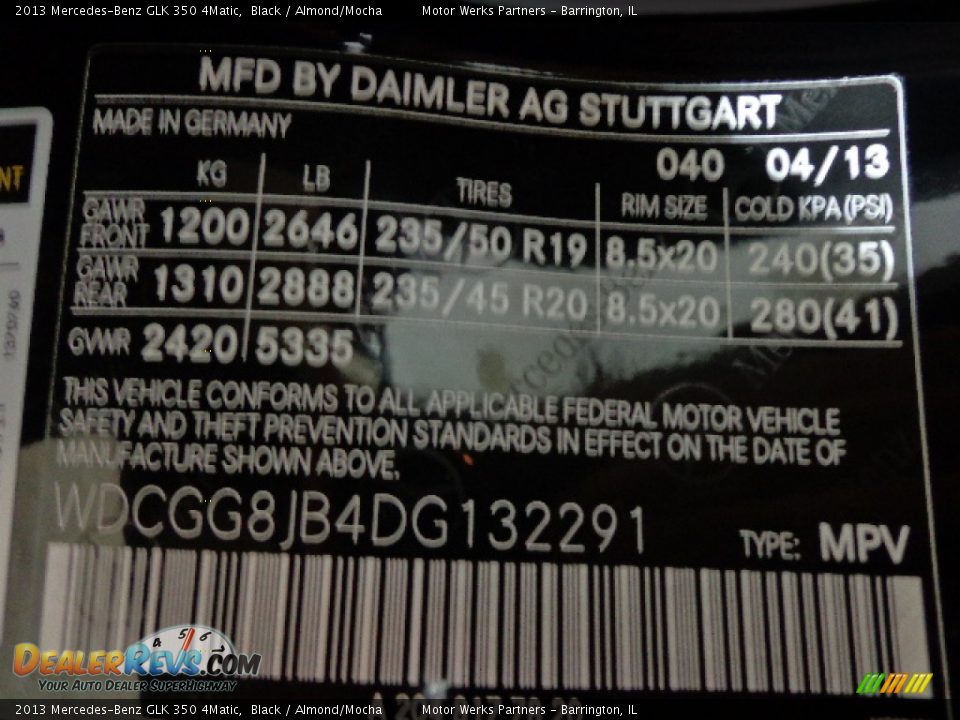 2013 Mercedes-Benz GLK 350 4Matic, Black / Almond/Mocha Motor Werks Partners - Barrington, IL
MFD BY DAIMLER AG STUTTGART
MADE IN GERMANY
040 04/13
KG LB TIRES RIM SIZE COLD KPA(PSI)
GAWR FRONT 1200 2646 235/50 R19 8.5x20 240(35)
GAWR REAR 1310 2888 235/45 R20 8.5x20 280(41)
GVWR 2420 5335
THIS VEHICLE CONFORMS TO ALL APPLICABLE FEDERAL MOTOR VEHICLE
SAFETY AND THEFT PREVENTION STANDARDS IN EFFECT ON THE DATE OF
MANUFACTURE SHOWN ABOVE.
WDCGG8JB4DG132291
TYPE: MPV
4 5 6 7
DEALERREVS.COM
YOUR AUTO DEALER SUPERHIGHWAY
2013 Mercedes-Benz GLK 350 4Matic, Black / Almond/Mocha Motor Werks Partners - Barrington, IL